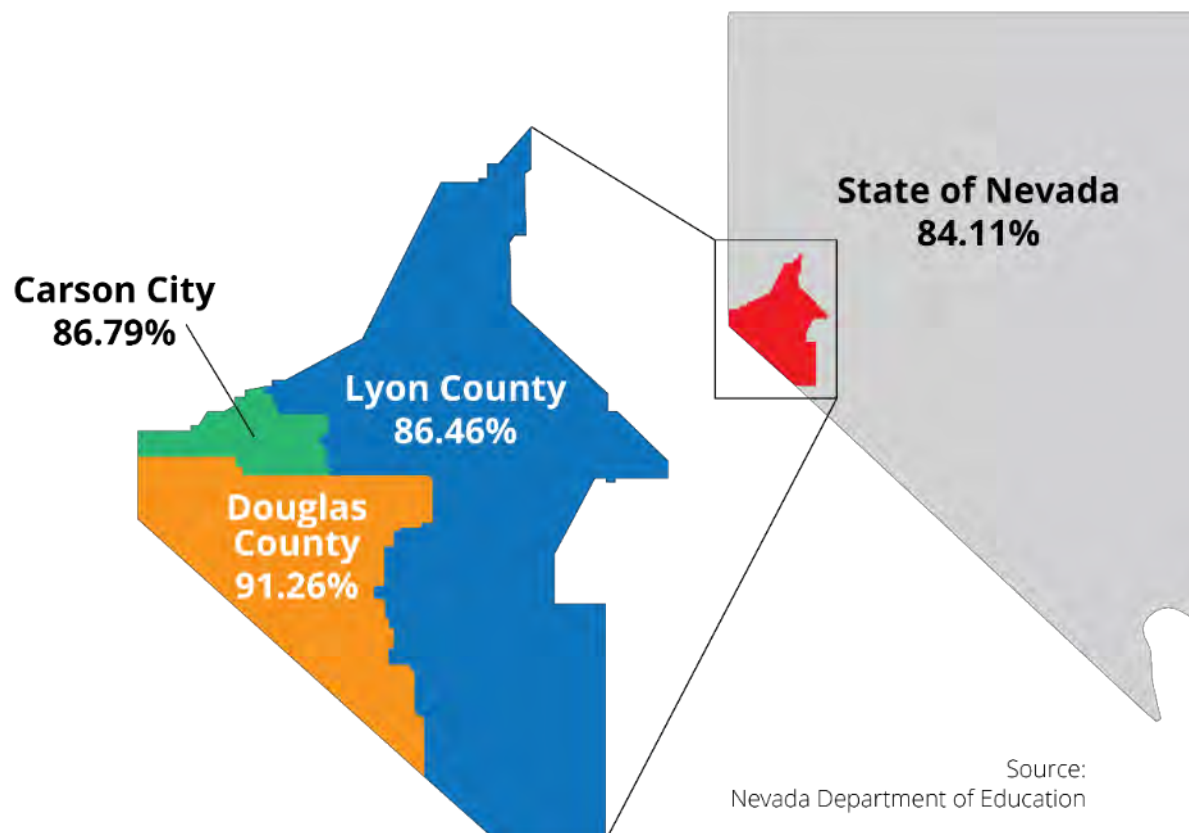 State of Nevada
84.11%
Carson City
86.79%
Lyon County
86.46%
Douglas
County
91.26%
Source:
Nevada Department of Education